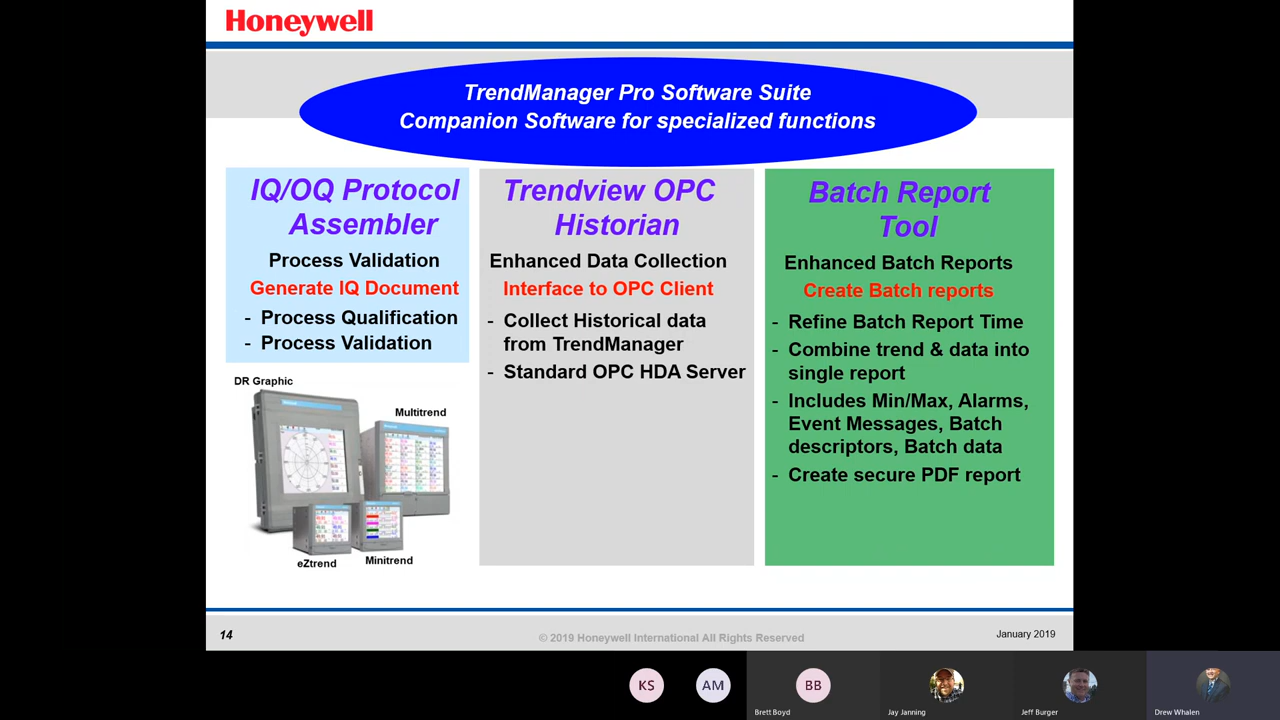 Honeywell
TrendManager Pro Software Suite
Companion Software for specialized functions
IQ/OQ Protocol
Assembler
Process Validation
Generate IQ Document
- Process Qualification
- Process Validation
DR Graphic
Multitrend
eZtrend
Minitrend
Trendview OPC
Historian
Enhanced Data Collection
Interface to OPC Client
- Collect Historical data
from TrendManager
- Standard OPC HDA Server
Batch Report
Tool
Enhanced Batch Reports
Create Batch reports
- Refine Batch Report Time
- Combine trend & data into
single report
- Includes Min/Max, Alarms,
Event Messages, Batch
descriptors, Batch data
- Create secure PDF report
14
© 2019 Honeywell International All Rights Reserved
January 2019
KS
AM
BB
Brett Boyd
Jay Janning
Jeff Burger
Drew Whalen